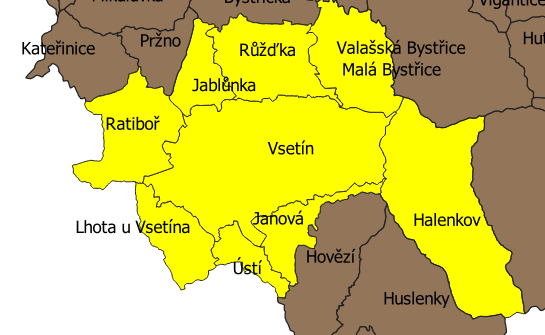 Kateřinice
Pržno
Růžďka
Valašská Bystřice
Malá Bystřice
Jablůnka
Ratiboř
Vsetín
Lhota u Vsetína
Janová
Halenkov
Ústí
Hovězí
Huslenky